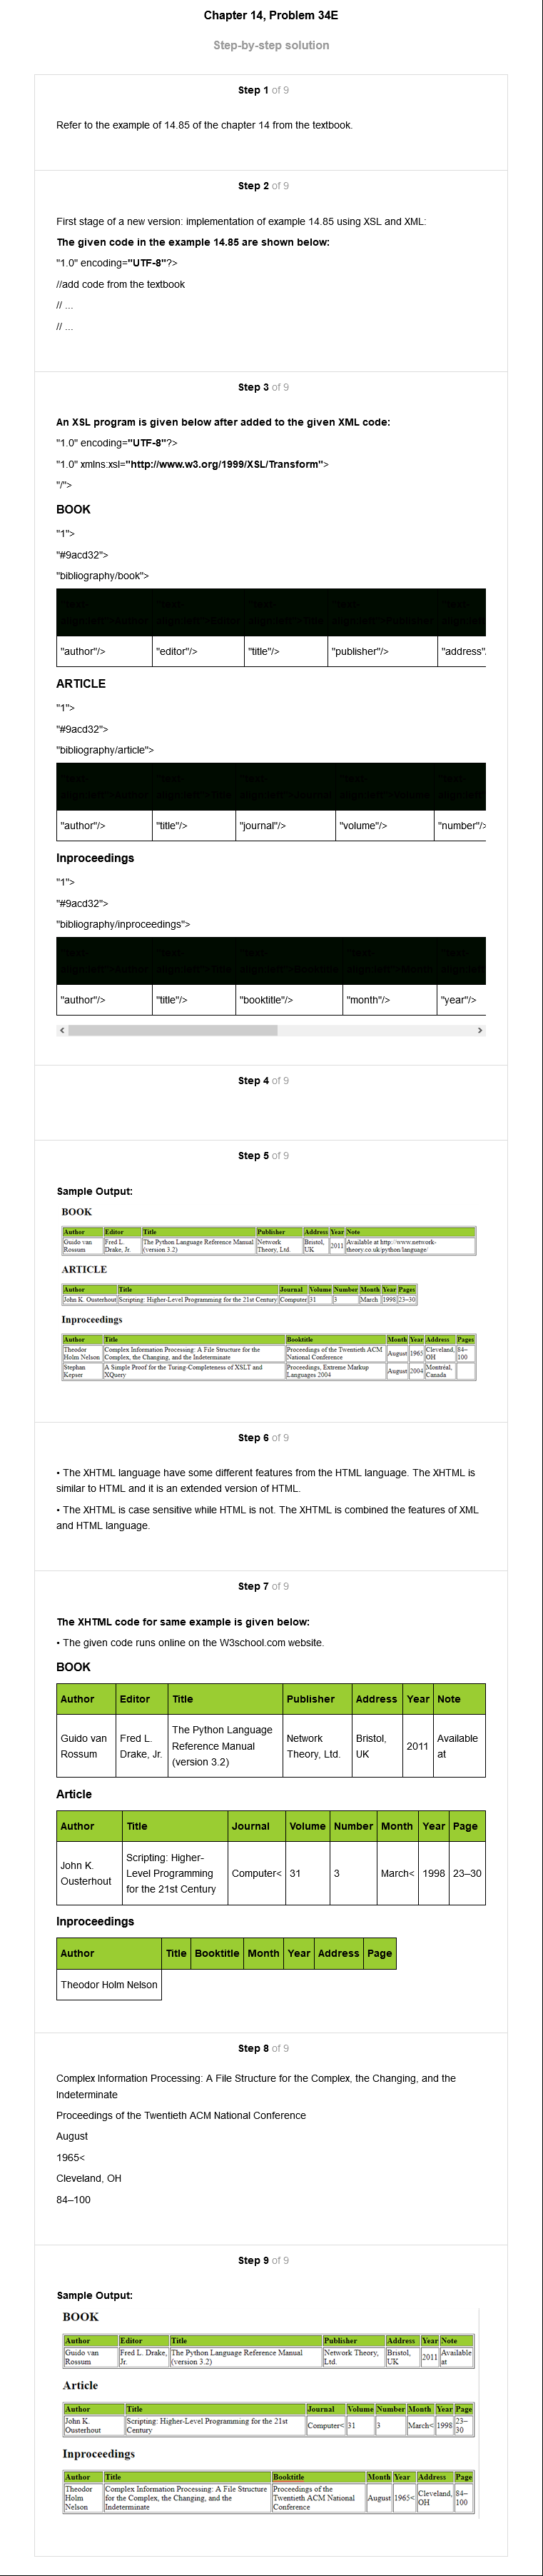 Chapter 14, Problem 34E
Step-by-step solution
Step 1 of 9
Refer to the example of 14.85 of the chapter 14 from the textbook.
Step 2 of 9
First stage of a new version: implementation of example 14.85 using XSL and XML:
The given code in the example 14.85 are shown below:
"1.0" encoding="UTF-8"?>
//add code from the textbook
// ...
// ...
Step 3 of 9
An XSL program is given below after added to the given XML code:
"1.0" encoding="UTF-8"?>
"1.0" xmlns:xsl="http://www.w3.org/1999/XSL/Transform">
"/">
BOOK
"1">
"#9acd32">
"bibliography/book">
"author"/> "editor"/> "title"/> "publisher"/> "address"/
ARTICLE
"1">
"#9acd32">
"bibliography/article">
"author"/> "title"/> "journal"/> "volume"/> "number"/>
Inproceedings
"1">
"#9acd32">
"bibliography/inproceedings">
"author"/> "title"/> "booktitle"/> "month"/> "year"/>
Step 4 of 9
Step 5 of 9
Sample Output:
BOOK
Author Editor Title Publisher Address Year Note
Guido van Fred L. The Python Language Reference Manual Network Bristol, 2011 Available at http://www.network-
Rossum Drake, Jr. (version 3.2) Theory, Ltd. UK theory.co.uk/python/language/
ARTICLE
Author Title Journal Volume Number Month Year Pages
John K. Ousterhout Scripting: Higher-Level Programming for the 21st Century Computer 31 3 March 1998 23–30
Inproceedings
Author Title Booktitle Month Year Address Pages
Theodor Complex Information Processing: A File Structure for the Proceedings of the Twentieth ACM August 1965 Cleveland, 84–
Holm Nelson Complex, the Changing, and the Indeterminate National Conference OH 100
Stephan A Simple Proof for the Turing-Completeness of XSLT and Proceedings, Extreme Markup August 2004 Montréal,
Kepser XQuery Languages 2004 Canada
Step 6 of 9
• The XHTML language have some different features from the HTML language. The XHTML is
similar to HTML and it is an extended version of HTML.
• The XHTML is case sensitive while HTML is not. The XHTML is combined the features of XML
and HTML language.
Step 7 of 9
The XHTML code for same example is given below:
• The given code runs online on the W3school.com website.
BOOK
Author Editor Title Publisher Address Year Note
Guido van Rossum Fred L. Drake, Jr. The Python Language Reference Manual (version 3.2) Network Theory, Ltd. Bristol, UK 2011 Available at
Article
Author Title Journal Volume Number Month Year Page
John K. Ousterhout Scripting: Higher-Level Programming for the 21st Century Computer< 31 3 March< 1998 23–30
Inproceedings
Author Title Booktitle Month Year Address Page
Theodor Holm Nelson
Step 8 of 9
Complex Information Processing: A File Structure for the Complex, the Changing, and the
Indeterminate
Proceedings of the Twentieth ACM National Conference
August
1965<
Cleveland, OH
84–100
Step 9 of 9
Sample Output:
BOOK
Author Editor Title Publisher Address Year Note
Guido van Fred L. Drake, The Python Language Reference Manual Network Theory, Bristol, 2011 Available
Rossum Jr. (version 3.2) Ltd. UK at
Article
Author Title Journal Volume Number Month Year Page
John K. Ousterhout Scripting: Higher-Level Programming for the 21st Century Computer< 31 3 March< 1998 23–30
Inproceedings
Author Title Booktitle Month Year Address Page
Theodor Complex Information Processing: A File Structure Proceedings of the August 1965< Cleveland, 84–
Holm for the Complex, the Changing, and the Twentieth ACM National OH 100
Nelson Indeterminate Conference